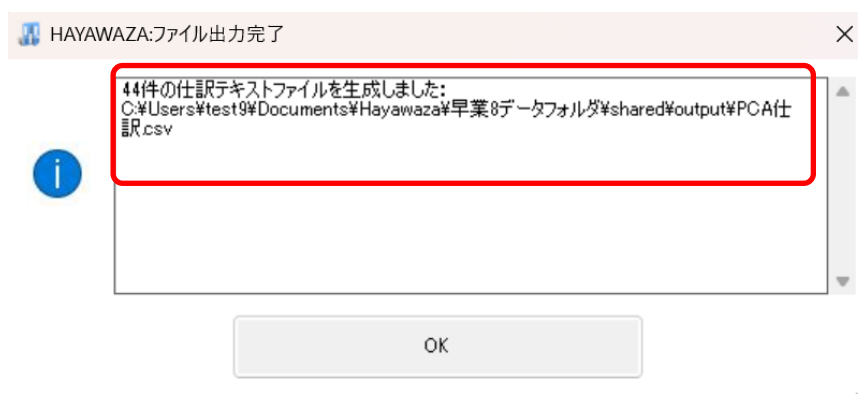 HAYAWAZA:ファイル出力完了
44件の仕訳テキストファイルを生成しました:
C:¥Users¥test9¥Documents¥Hayawaza¥早業8データフォルダ¥shared¥output¥PCA仕
訳.csv
OK